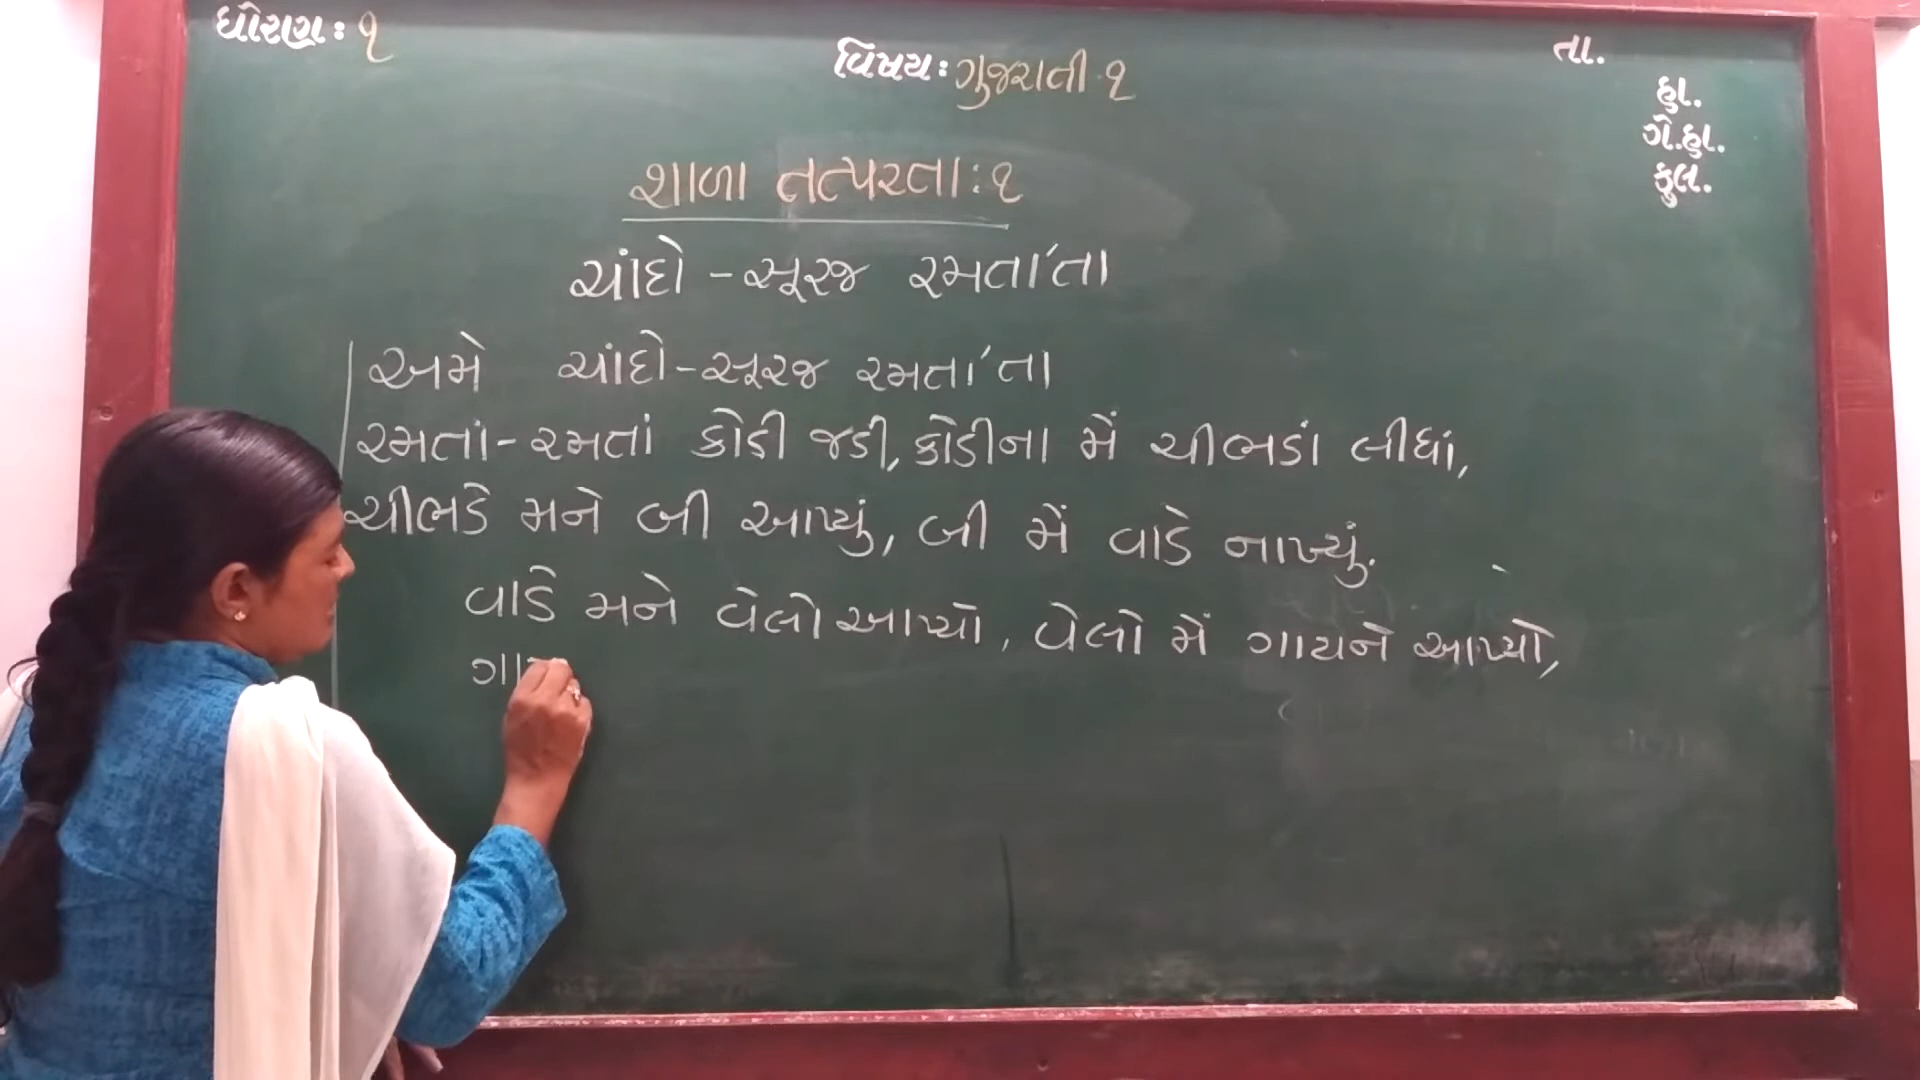 ધોરણ: ૧
વિષય: ગુજરાતી ૧
તા.
હા.
ગે.હા.
કુલ.
શાળા તત્પરતા: ૧
ચાંદો - સૂરજ રમતા'તા
અમે ચાંદો-સૂરજ રમતા'તા
રમતાં-રમતાં કોડી જડી, કોડીના મેં ચીભડાં લીધાં,
ચીભડે મને બી આપ્યું, બી મેં વાડે નાખ્યું.
વાડે મને વેલો આપ્યો, વેલો મેં ગાયને આપ્યો,
ગા